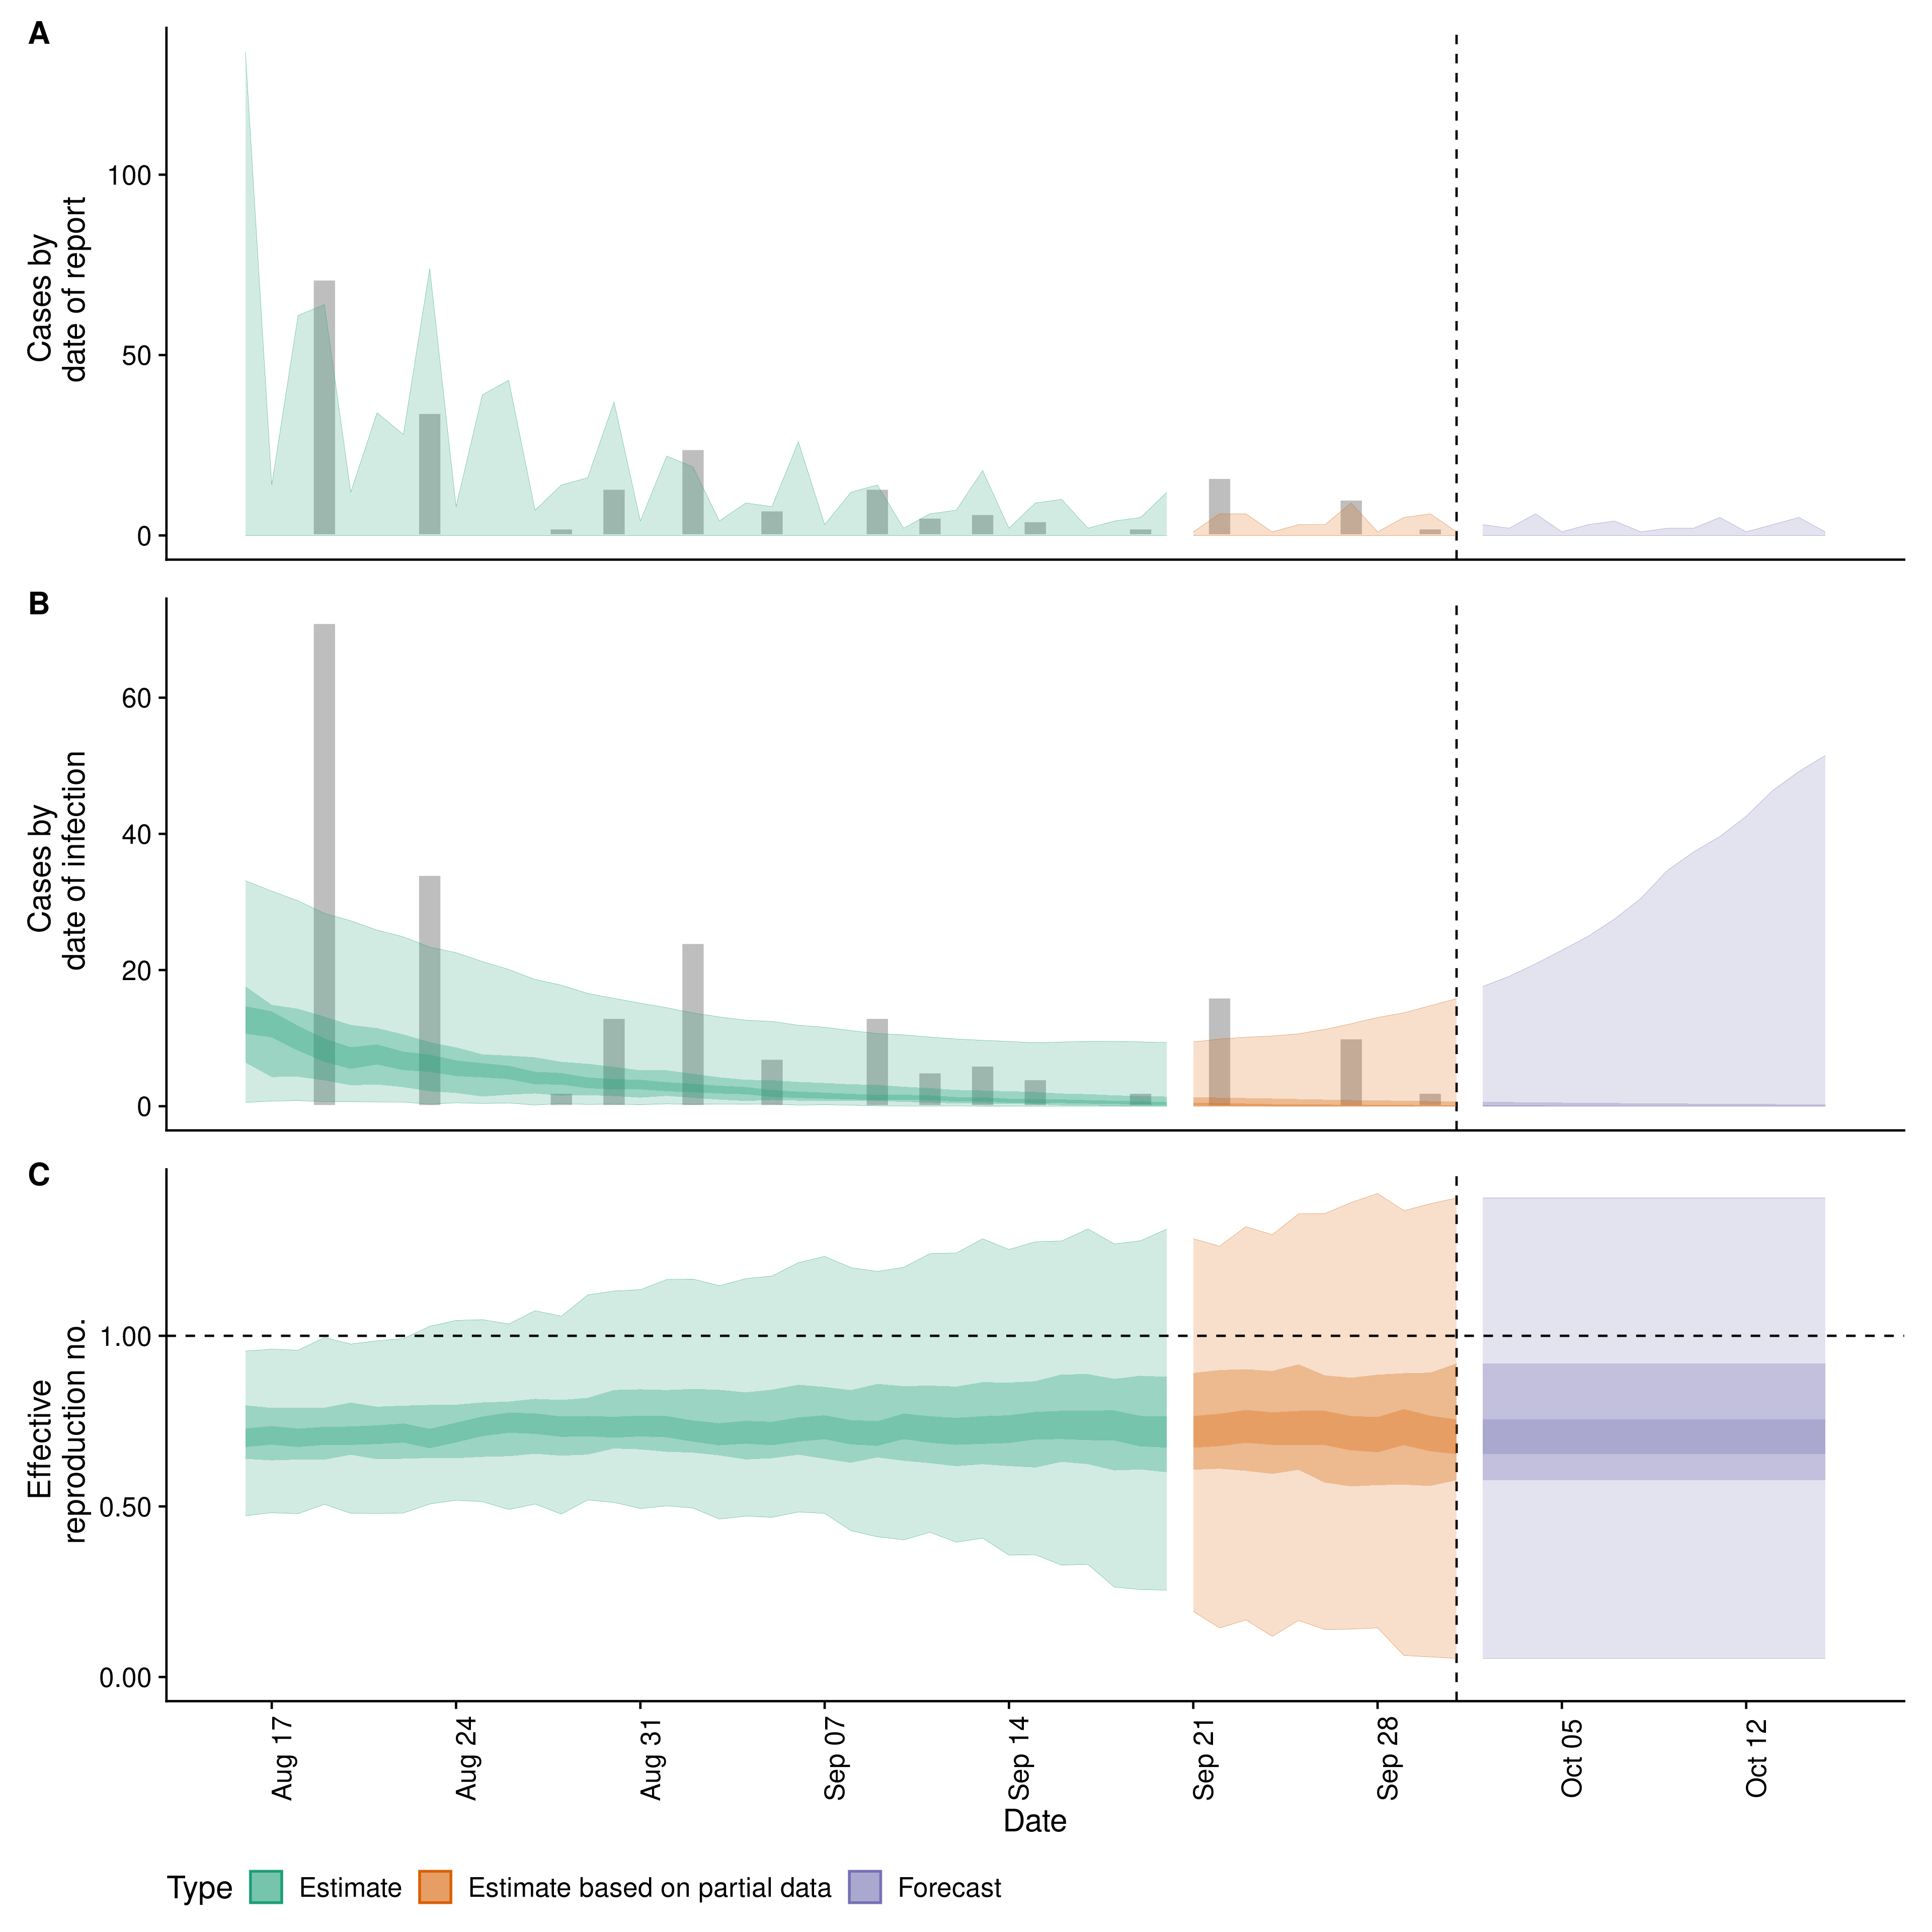 A
Cases by
date of report
100
50
0
B
Cases by
date of infection
60
40
20
0
C
Effective
reproduction no.
1.00
0.50
0.00
Aug 17
Aug 24
Aug 31
Sep 07
Sep 14
Sep 21
Sep 28
Oct 05
Oct 12
Date
Type Estimate Estimate based on partial data Forecast